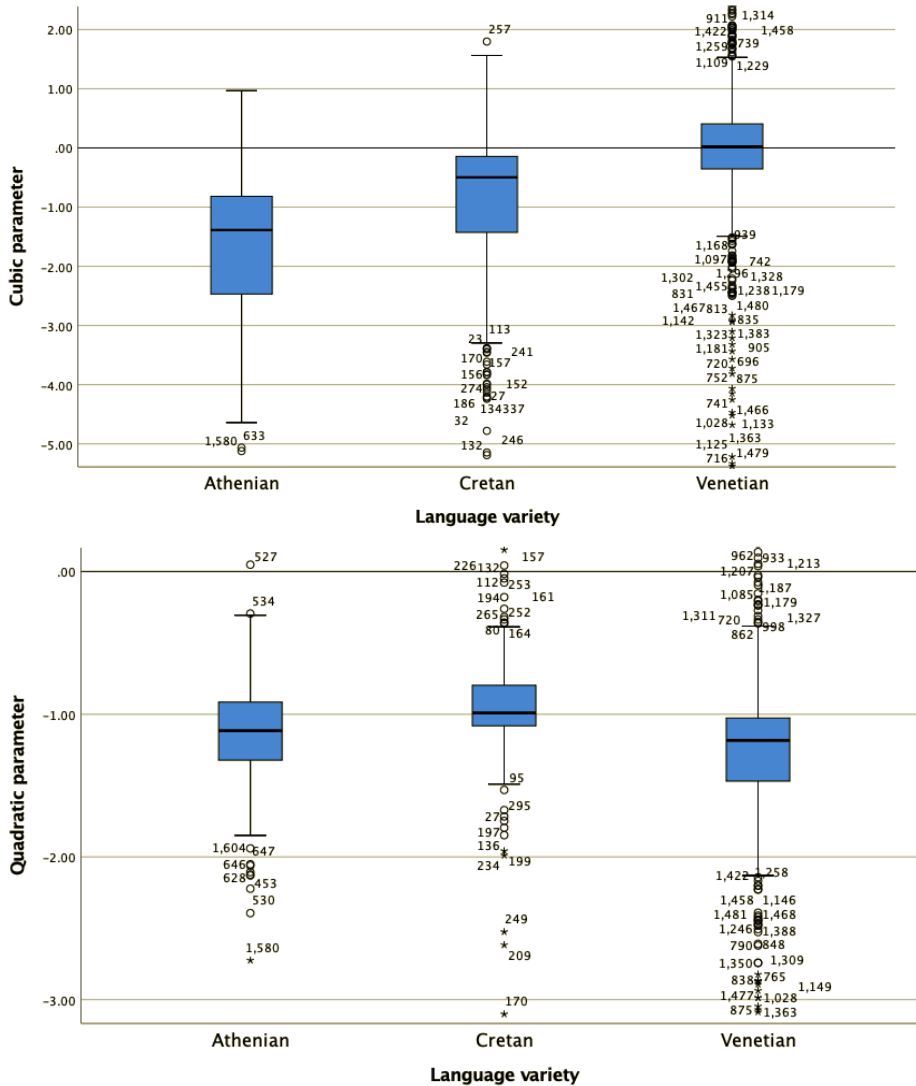 257
911 1,314
2.00
1,422 1,458
1,259 739
1,109 1,229
1.00
.00
Cubic parameter
-1.00
939
1,168
1,097 742
-2.00
1,296
1,302 1,328
1,455 1,238 1,179
831
1,467 813 1,480
1,142 835
-3.00
113
23 1,323 1,383
241 1,181 905
170 157 720 696
156 152 752 875
-4.00
274 27
186 134 337 741 1,466
32 1,028 1,133
633 1,363
1,580 246 1,125
-5.00
132 716 1,479
Athenian Cretan Venetian
Language variety
527 157 962 933
226 132 1,213
.00
1,207
112 253 1,187
194 161 1,085 1,179
534
265 252 1,311 720 1,327
80 164 862 998
Quadratic parameter
-1.00
95
295
27
197
1,604 647 136
234 199
-2.00
646 1,422 1,258
628 453
530 1,458 1,146
1,481 1,468
249 1,246 1,388
1,580 790 848
209 1,350 1,309
838 765
1,149
170 1,477 1,028
-3.00
875 1,363
Athenian Cretan Venetian
Language variety